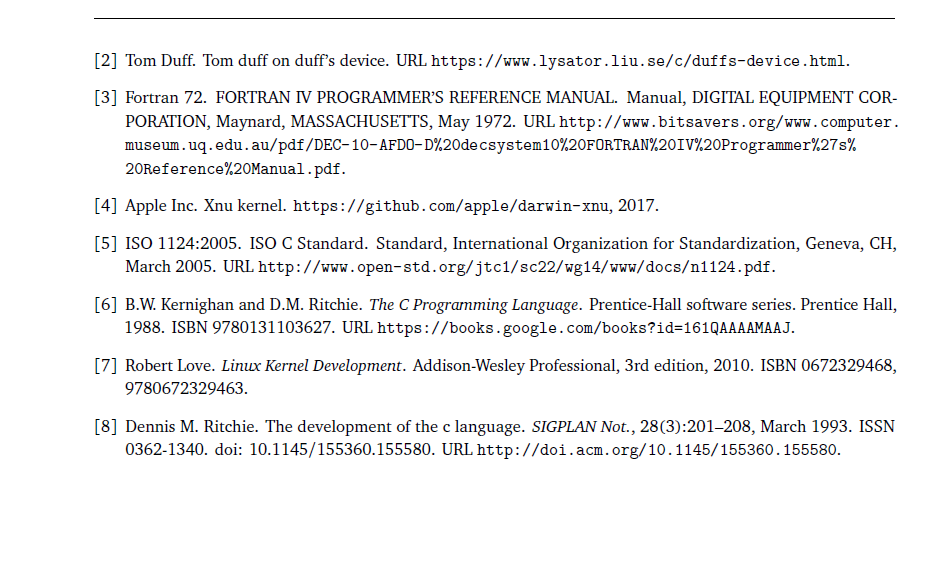 [2] Tom Duff. Tom duff on duff's device. URL https://www.lysator.liu.se/c/duffs-device.html.
[3] Fortran 72. FORTRAN IV PROGRAMMER'S REFERENCE MANUAL. Manual, DIGITAL EQUIPMENT COR-
PORATION, Maynard, MASSACHUSETTS, May 1972. URL http://www.bitsavers.org/www.computer.
museum.uq.edu.au/pdf/DEC-10-AFDO-D%20decsystem10%20FORTRAN%20IV%20Programmer%27s%
20Reference%20Manual.pdf.
[4] Apple Inc. Xnu kernel. https://github.com/apple/darwin-xnu, 2017.
[5] ISO 1124:2005. ISO C Standard. Standard, International Organization for Standardization, Geneva, CH,
March 2005. URL http://www.open-std.org/jtc1/sc22/wg14/www/docs/n1124.pdf.
[6] B.W. Kernighan and D.M. Ritchie. The C Programming Language. Prentice-Hall software series. Prentice Hall,
1988. ISBN 9780131103627. URL https://books.google.com/books?id=161QAAAAMAAJ.
[7] Robert Love. Linux Kernel Development. Addison-Wesley Professional, 3rd edition, 2010. ISBN 0672329468,
9780672329463.
[8] Dennis M. Ritchie. The development of the c language. SIGPLAN Not., 28(3):201–208, March 1993. ISSN
0362-1340. doi: 10.1145/155360.155580. URL http://doi.acm.org/10.1145/155360.155580.